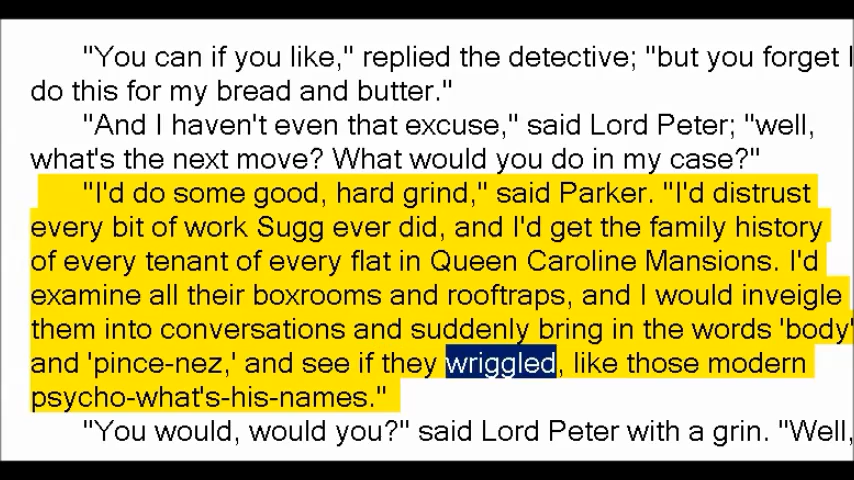 "You can if you like," replied the detective; "but you forget I
do this for my bread and butter."
"And I haven't even that excuse," said Lord Peter; "well,
what's the next move? What would you do in my case?"
"I'd do some good, hard grind," said Parker. "I'd distrust
every bit of work Sugg ever did, and I'd get the family history
of every tenant of every flat in Queen Caroline Mansions. I'd
examine all their boxrooms and rooftraps, and I would inveigle
them into conversations and suddenly bring in the words 'body'
and 'pince-nez,' and see if they wriggled, like those modern
psycho-what's-his-names."
"You would, would you?" said Lord Peter with a grin. "Well,